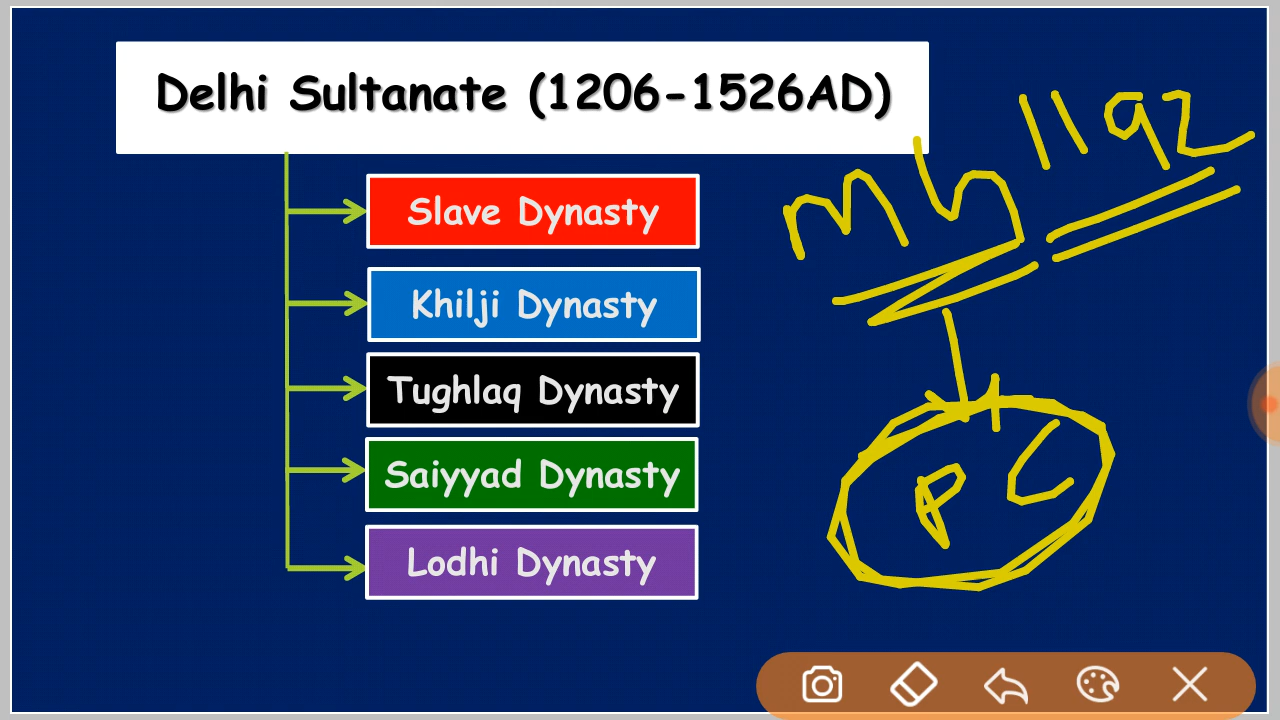 Delhi Sultanate (1206-1526AD)
Slave Dynasty
Khilji Dynasty
Tughlaq Dynasty
Saiyyad Dynasty
Lodhi Dynasty
1192
PC